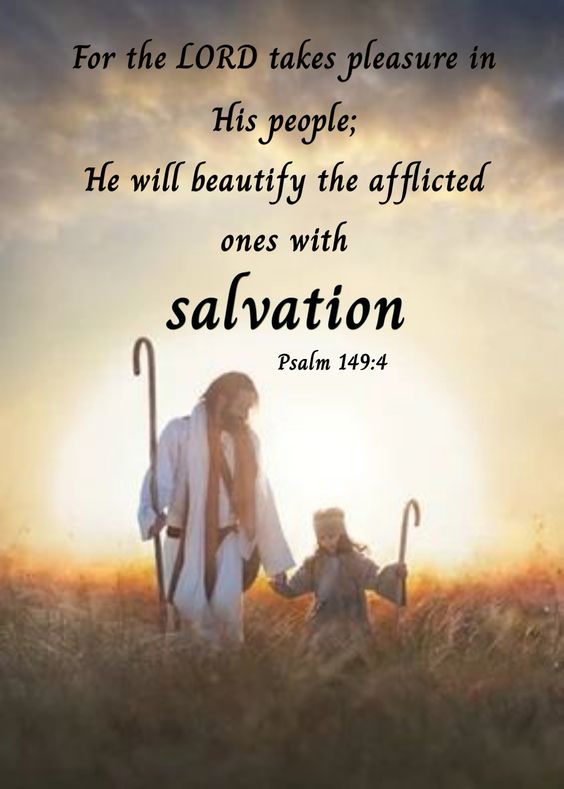 For the LORD takes pleasure in
His people;
He will beautify the afflicted
ones with
salvation
Psalm 149:4